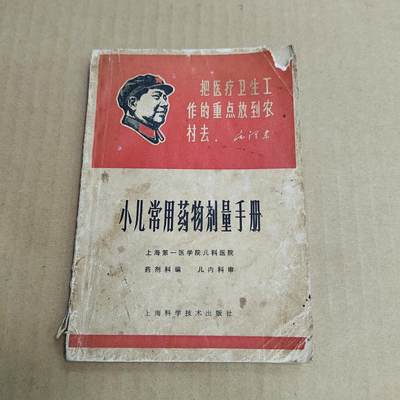 把医疗卫生工
作的重点放到农
村去。 毛泽东
小儿常用药物剂量手册
上海第一医学院儿科医院
药剂科编 儿内科审
上海科学技术出版社